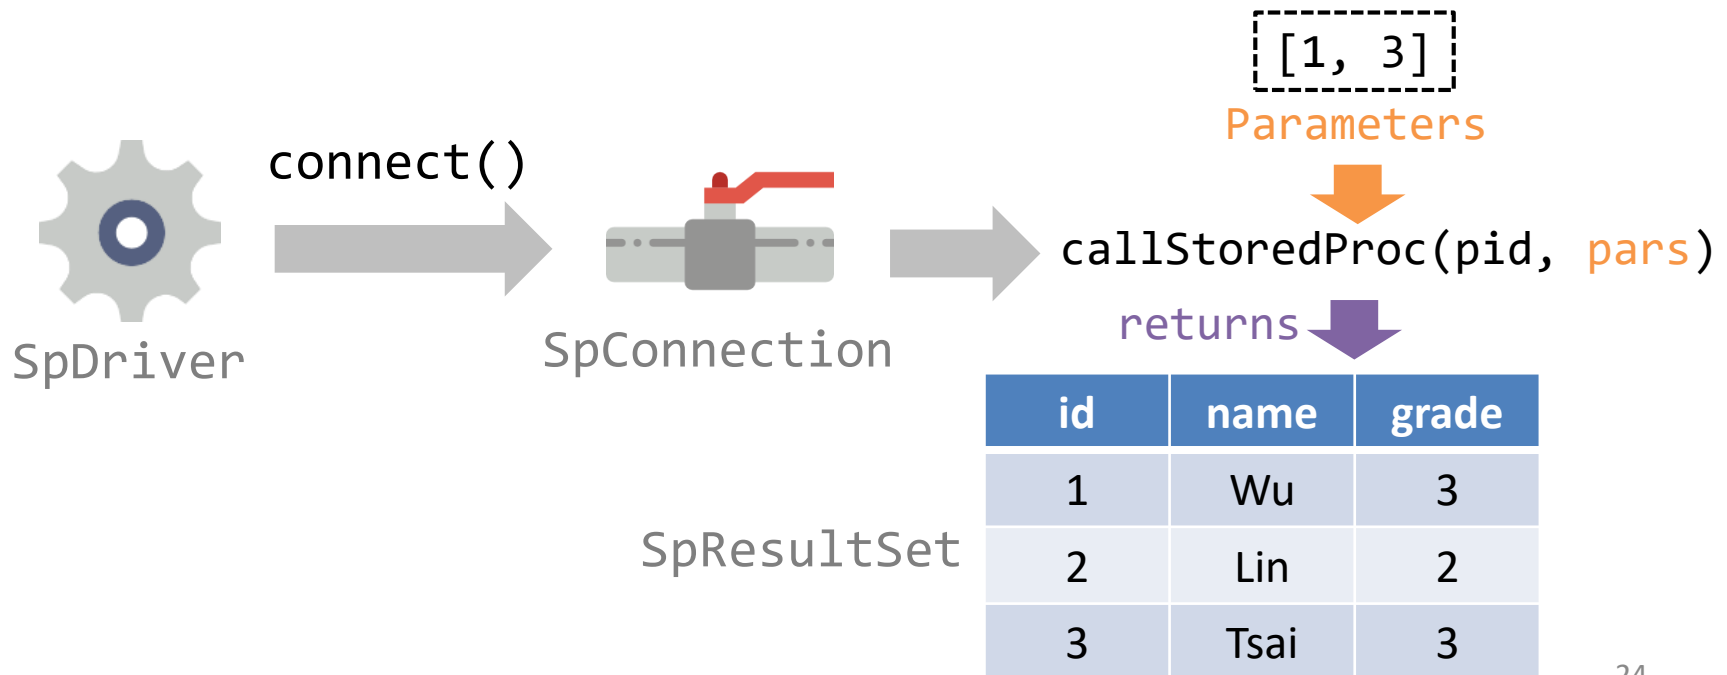 [1, 3]
Parameters
connect()
callStoredProc(pid, pars)
returns
SpDriver
SpConnection
id name grade
1 Wu 3
SpResultSet
2 Lin 2
3 Tsai 3
24